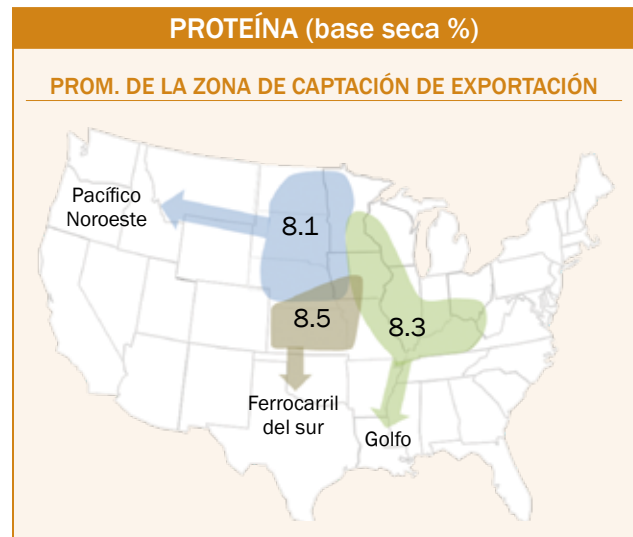 PROTEÍNA (base seca %)
PROM. DE LA ZONA DE CAPTACIÓN DE EXPORTACIÓN
Pacífico
Noroeste
8.1
8.5
8.3
Ferrocarril
del sur
Golfo